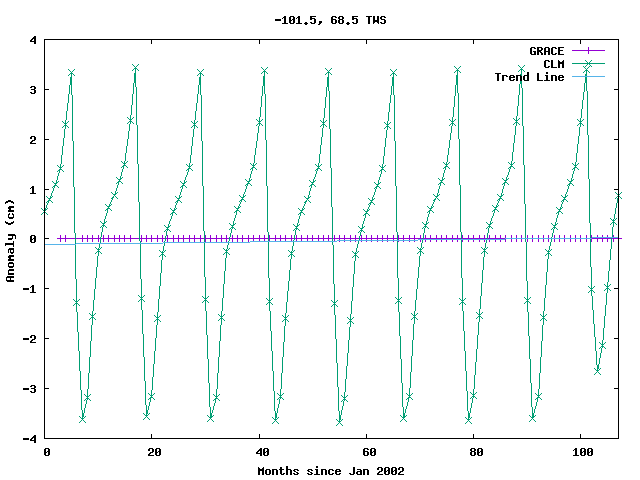 -101.5, 68.5 TWS
GRACE
CLM
Trend Line
4
3
2
1
0
-1
-2
-3
-4
Anomaly (cm)
0 20 40 60 80 100
Months since Jan 2002